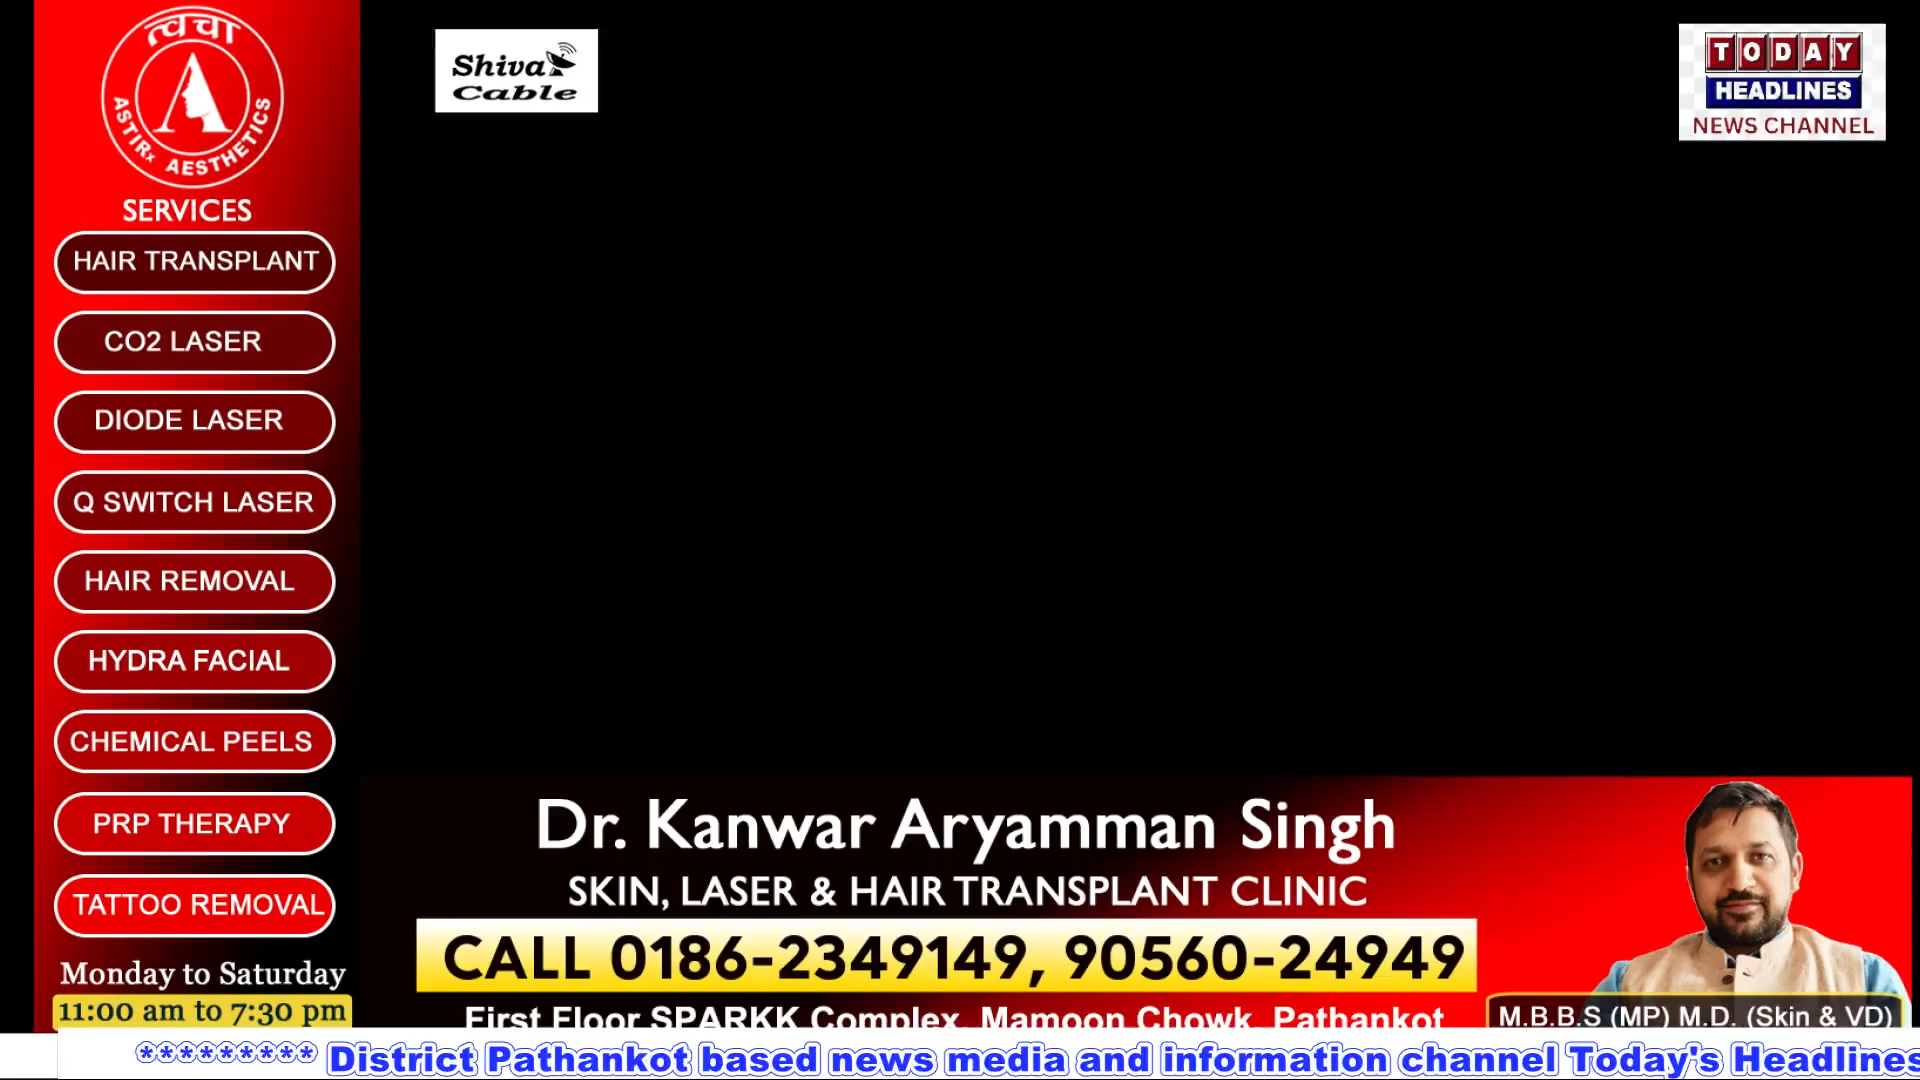 त्वचा
ASTIRx AESTHETICS
SERVICES
HAIR TRANSPLANT
CO2 LASER
DIODE LASER
Q SWITCH LASER
HAIR REMOVAL
HYDRA FACIAL
CHEMICAL PEELS
PRP THERAPY
TATTOO REMOVAL
Monday to Saturday
11:00 am to 7:30 pm
Shiva
Cable
TODAY
HEADLINES
NEWS CHANNEL
Dr. Kanwar Aryamman Singh
SKIN, LASER & HAIR TRANSPLANT CLINIC
CALL 0186-2349149, 90560-24949
First Floor SPARKK Complex, Mamoon Chowk, Pathankot
M.B.B.S (MP) M.D. (Skin & VD)
********* District Pathankot based news media and information channel Today's Headlines